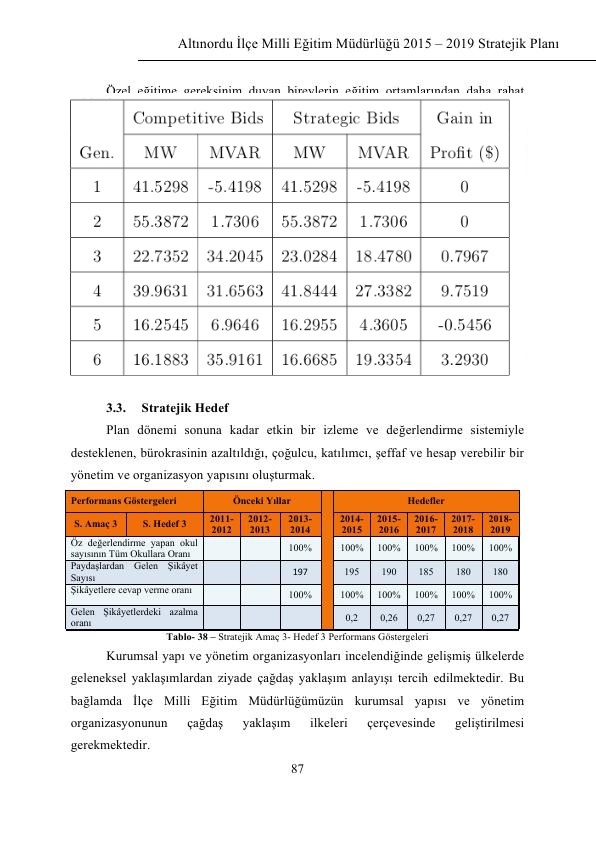 Altınordu İlçe Milli Eğitim Müdürlüğü 2015 – 2019 Stratejik Planı
Özel eğitime gereksinim duyan bireylerin eğitim ortamlarından daha rahat
Competitive Bids Strategic Bids Gain in
Gen. MW MVAR MW MVAR Profit ($)
1 41.5298 -5.4198 41.5298 -5.4198 0
2 55.3872 1.7306 55.3872 1.7306 0
3 22.7352 34.2045 23.0284 18.4780 0.7967
4 39.9631 31.6563 41.8444 27.3382 9.7519
5 16.2545 6.9646 16.2955 4.3605 -0.5456
6 16.1883 35.9161 16.6685 19.3354 3.2930
3.3. Stratejik Hedef
Plan dönemi sonuna kadar etkin bir izleme ve değerlendirme sistemiyle
desteklenen, bürokrasinin azaltıldığı, çoğulcu, katılımcı, şeffaf ve hesap verebilir bir
yönetim ve organizasyon yapısını oluşturmak.
Performans Göstergeleri Önceki Yıllar Hedefler
S. Amaç 3 S. Hedef 3 2011- 2012- 2013- 2014- 2015- 2016- 2017- 2018-
2012 2013 2014 2015 2016 2017 2018 2019
Öz değerlendirme yapan okul
sayısının Tüm Okullara Oranı 100% 100% 100% 100% 100% 100%
Paydaşlardan Gelen Şikâyet
Sayısı 197 195 190 185 180 180
Şikâyetlere cevap verme oranı 100% 100% 100% 100% 100% 100%
Gelen Şikâyetlerdeki azalma
oranı 0,2 0,26 0,27 0,27 0,27
Tablo- 38 – Stratejik Amaç 3- Hedef 3 Performans Göstergeleri
Kurumsal yapı ve yönetim organizasyonları incelendiğinde gelişmiş ülkelerde
geleneksel yaklaşımlardan ziyade çağdaş yaklaşım anlayışı tercih edilmektedir. Bu
bağlamda İlçe Milli Eğitim Müdürlüğümüzün kurumsal yapısı ve yönetim
organizasyonunun çağdaş yaklaşım ilkeleri çerçevesinde geliştirilmesi
gerekmektedir.
87